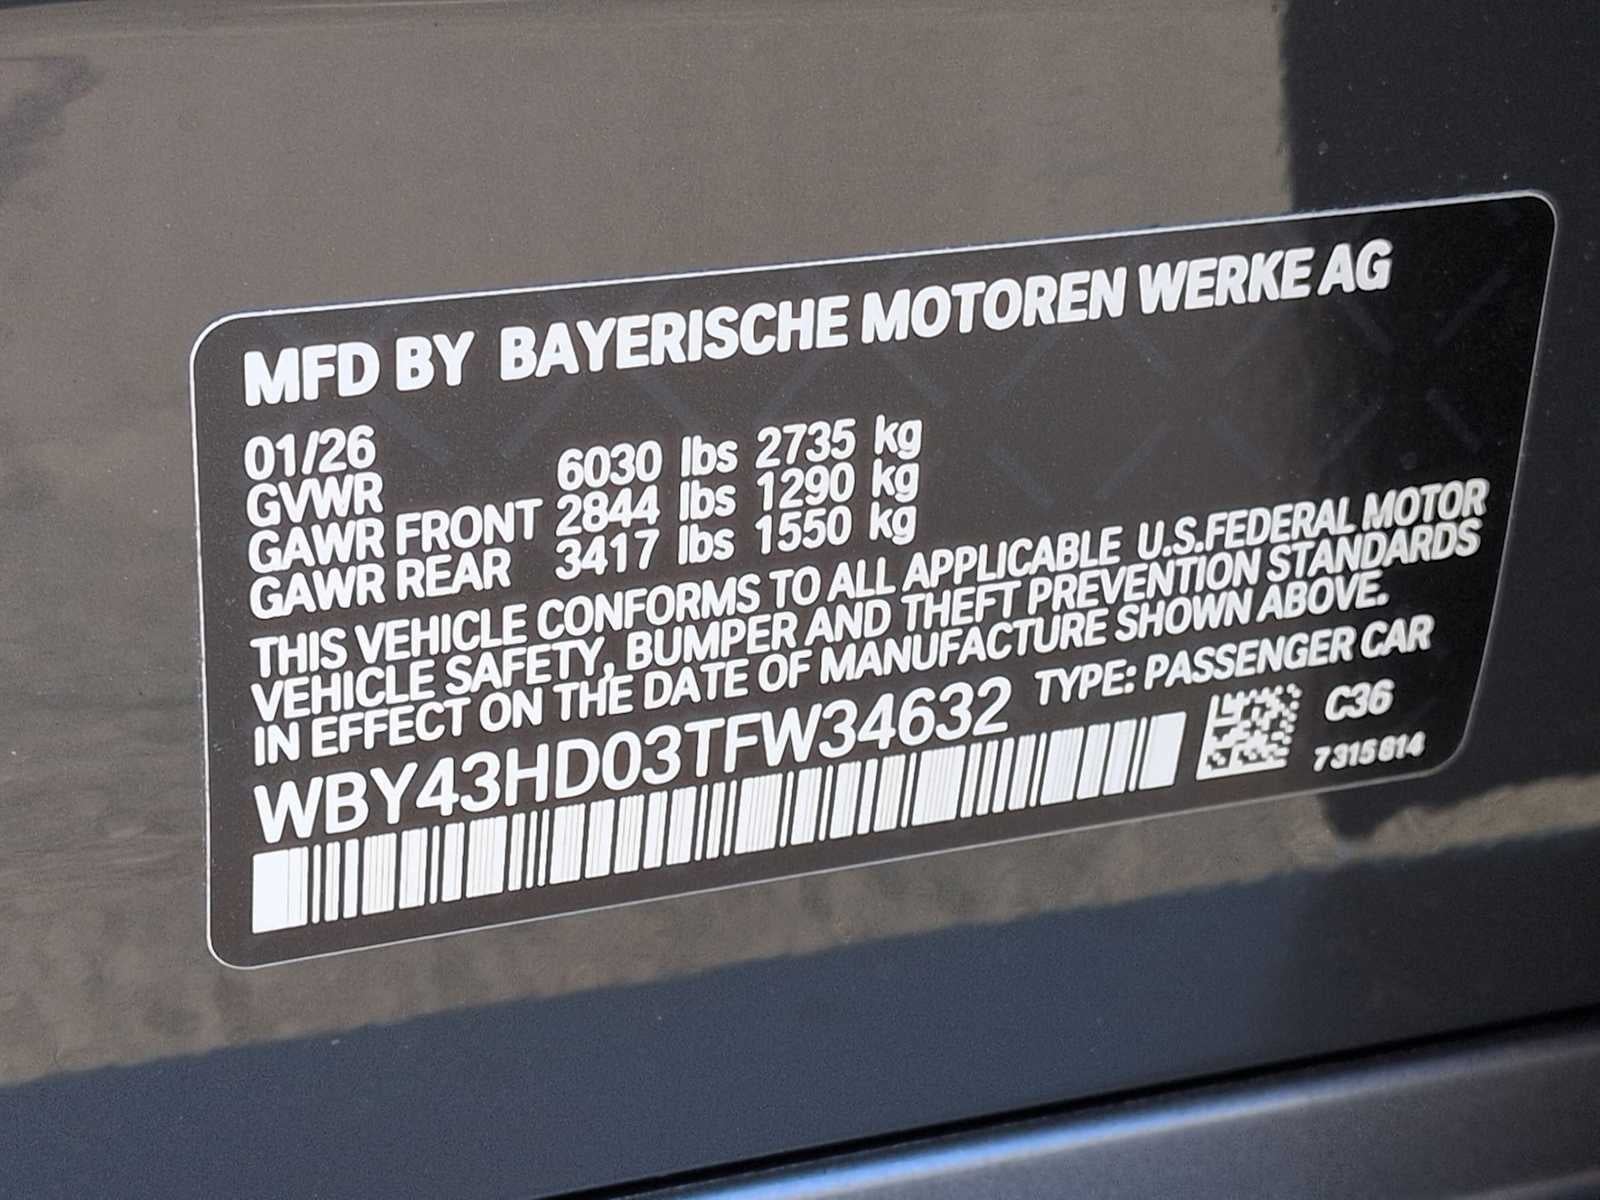 MFD BY BAYERISCHE MOTOREN WERKE AG
01/26
GVWR 6030 lbs 2735 kg
GAWR FRONT 2844 lbs 1290 kg
GAWR REAR 3417 lbs 1550 kg
THIS VEHICLE CONFORMS TO ALL APPLICABLE U.S.FEDERAL MOTOR
VEHICLE SAFETY, BUMPER AND THEFT PREVENTION STANDARDS
IN EFFECT ON THE DATE OF MANUFACTURE SHOWN ABOVE.
WBY43HD03TFW34632 TYPE: PASSENGER CAR
C36
7315814